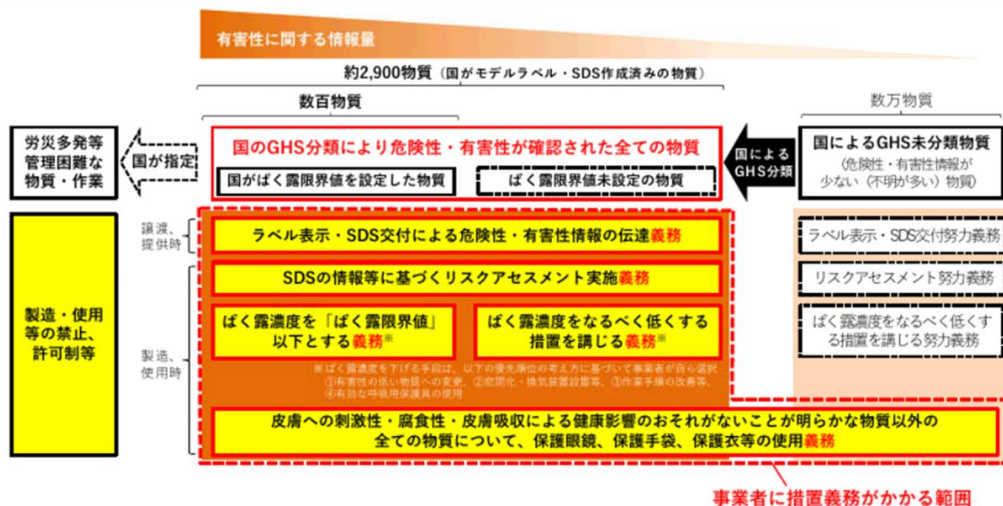 有害性に関する情報量
約2,900物質（国がモデルラベル・SDS作成済みの物質）
数百物質
数万物質
労災多発等
管理困難な
物質・作業
国が指定
国のGHS分類により危険性・有害性が確認された全ての物質
国がばく露限界値を設定した物質
ばく露限界値未設定の物質
国による
GHS分類
国によるGHS未分類物質
（危険性・有害性情報が
少ない（不明が多い）物質）
製造・使用
等の禁止、
許可制等
譲渡、
提供時
ラベル表示・SDS交付による危険性・有害性情報の伝達義務
ラベル表示・SDS交付努力義務
製造、
使用時
SDSの情報等に基づくリスクアセスメント実施義務
リスクアセスメント努力義務
ばく露濃度を「ばく露限界値」
以下とする義務※
ばく露濃度をなるべく低くする
措置を講じる義務※
ばく露濃度をなるべく低くす
る措置を講じる努力義務
※ばく露濃度を下げる手段は、以下の優先順位の考え方に基づいて事業者が自ら選択
①有害性の低い物質への変更、②密閉化・換気装置設置等、③作業手順の改善等、
④有効な呼吸用保護具の使用
皮膚への刺激性・腐食性・皮膚吸収による健康影響のおそれがないことが明らかな物質以外の
全ての物質について、保護眼鏡、保護手袋、保護衣等の使用義務
事業者に措置義務がかかる範囲